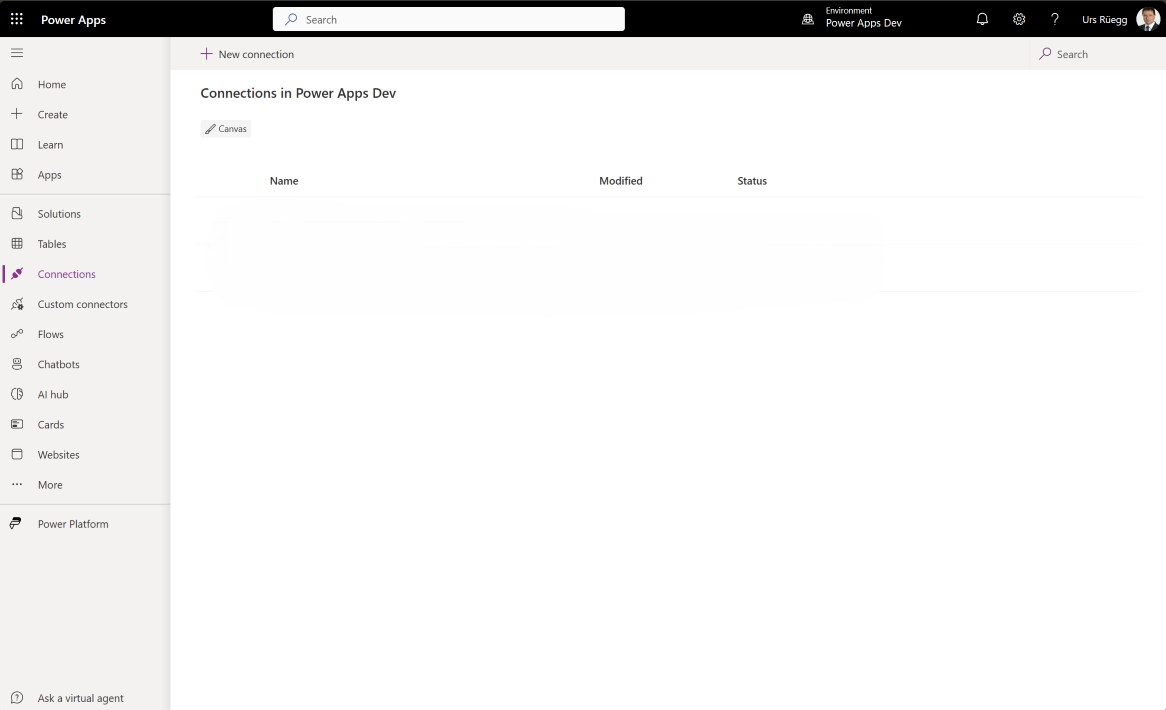 Power Apps
Search
Environment
Power Apps Dev
?
Urs Rüegg
New connection
Search
Home
Create
Learn
Apps
Solutions
Tables
Connections
Custom connectors
Flows
Chatbots
AI hub
Cards
Websites
More
Power Platform
Ask a virtual agent
Connections in Power Apps Dev
Canvas
Name Modified Status